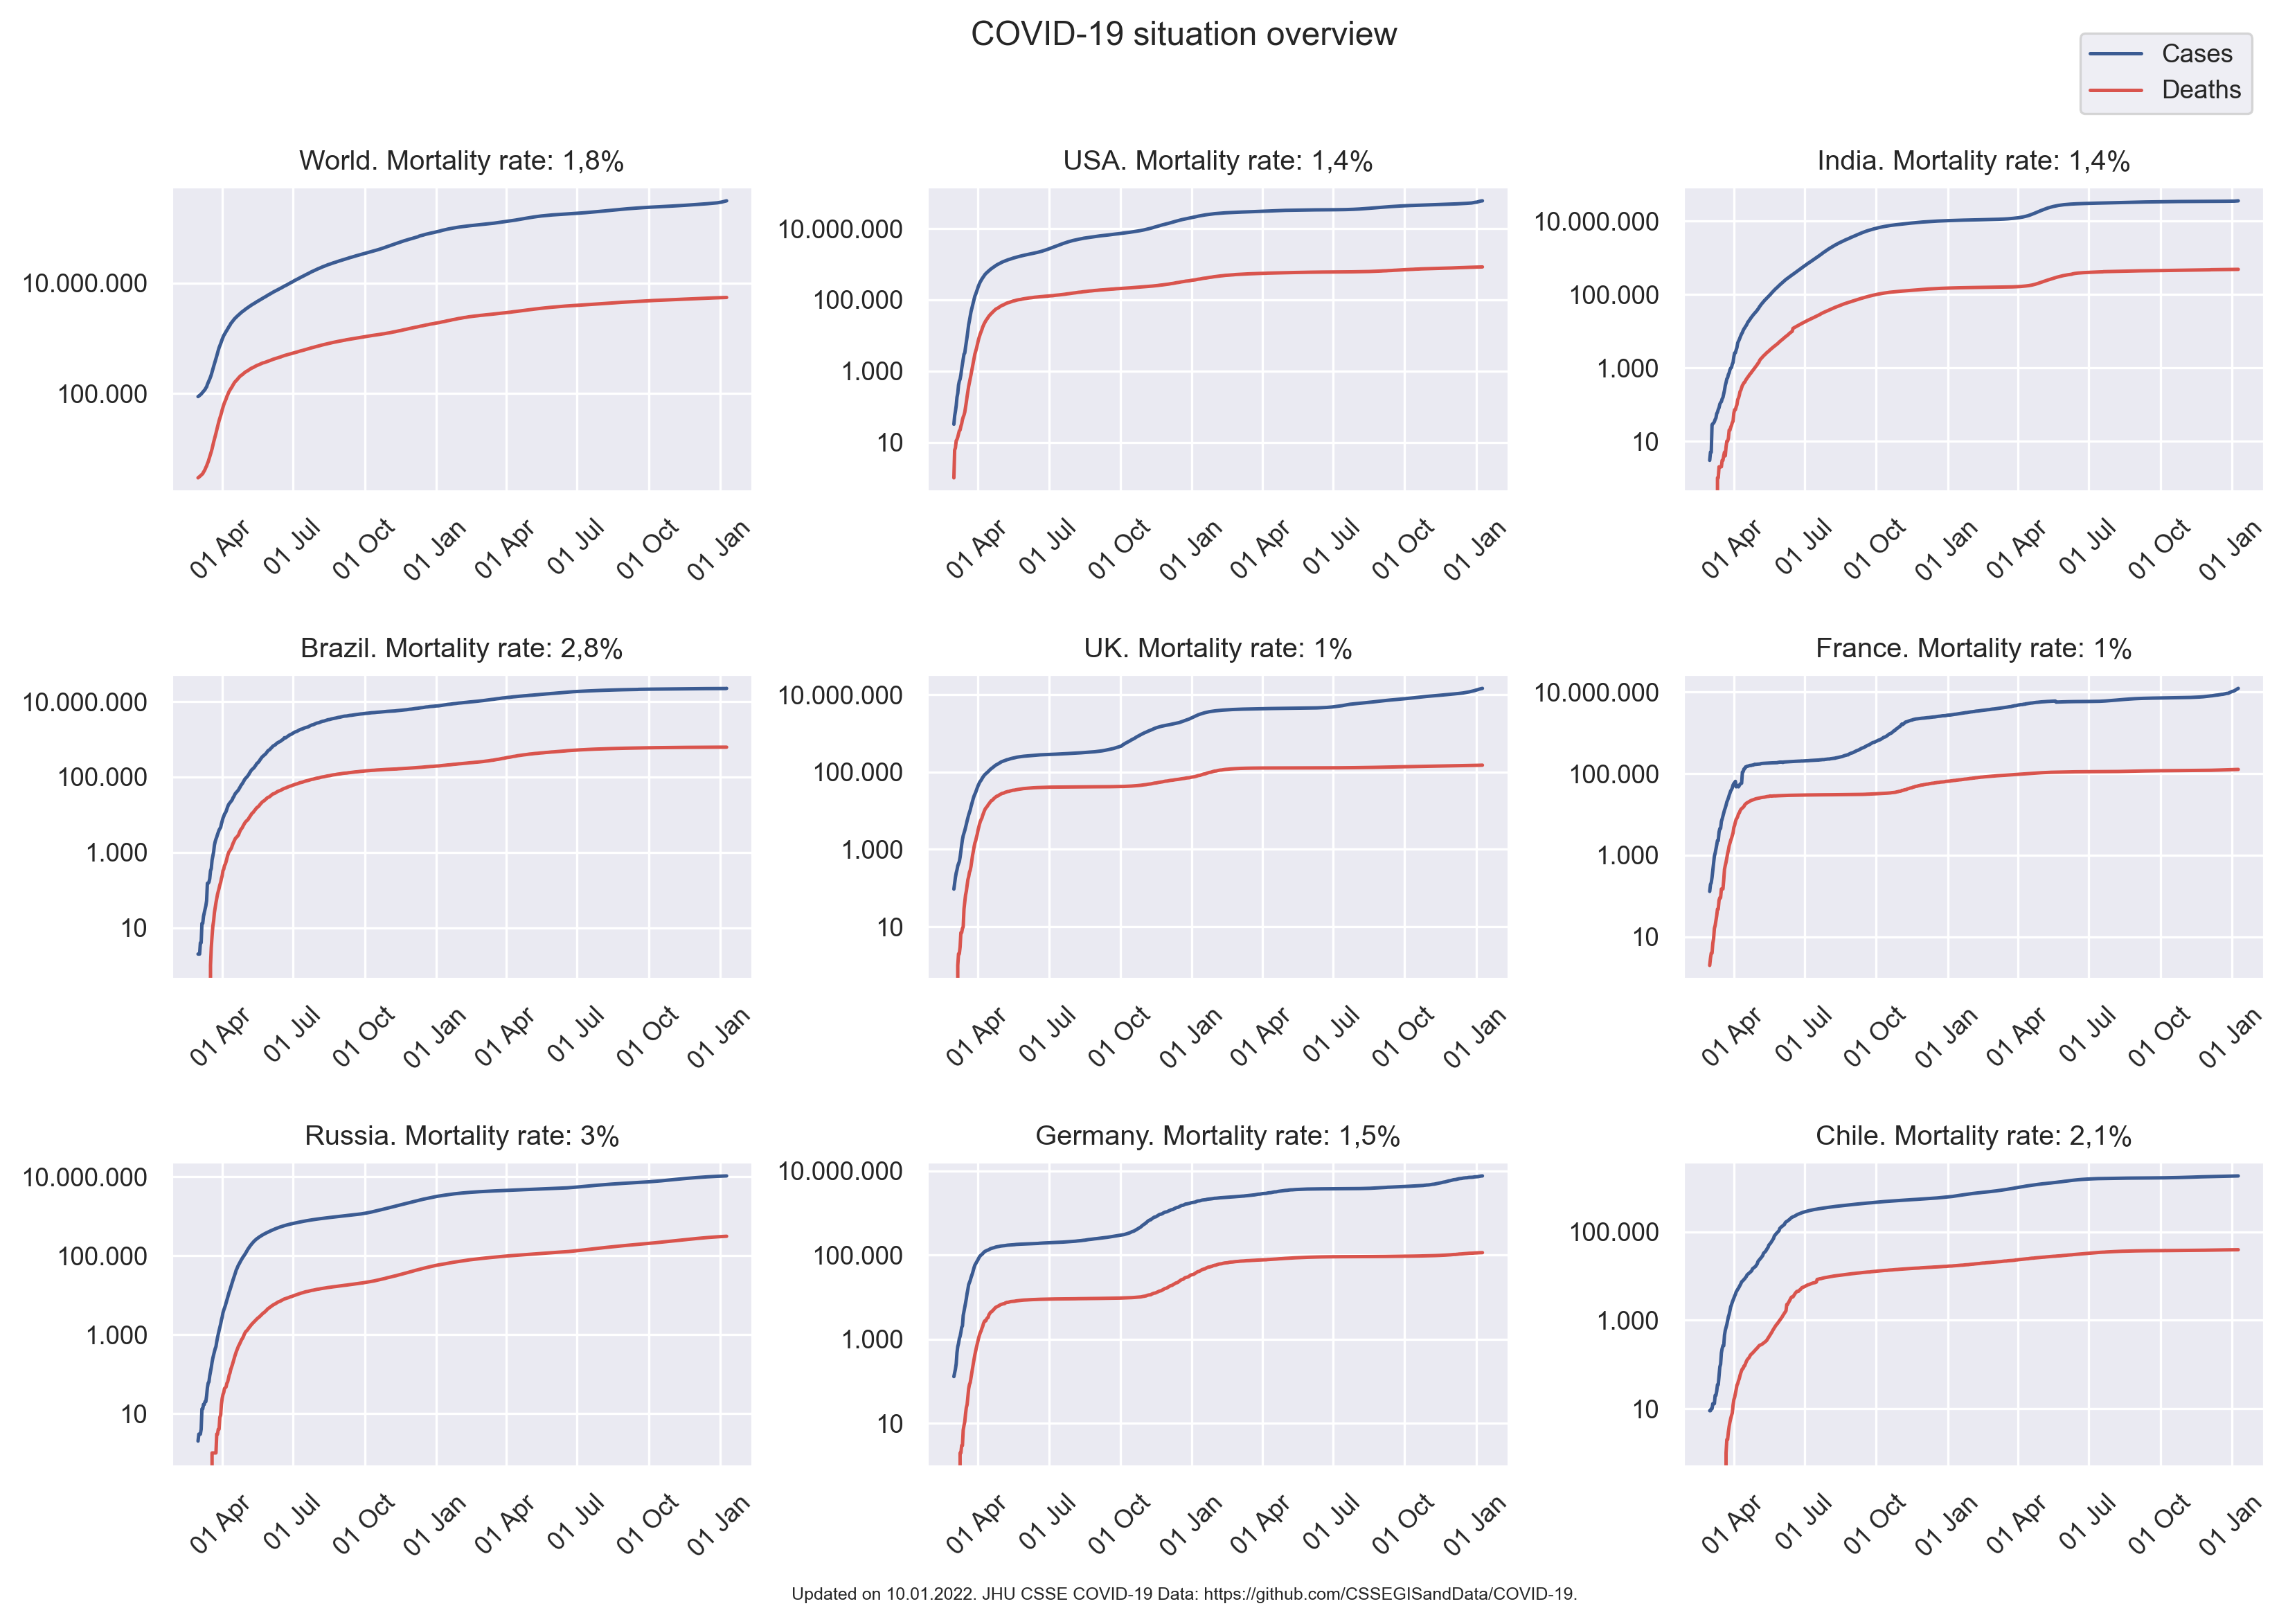 COVID-19 situation overview
Cases
Deaths
World. Mortality rate: 1,8%
10.000.000
100.000
01 Apr
01 Jul
01 Oct
01 Jan
01 Apr
01 Jul
01 Oct
01 Jan
USA. Mortality rate: 1,4%
10.000.000
100.000
1.000
10
01 Apr
01 Jul
01 Oct
01 Jan
01 Apr
01 Jul
01 Oct
01 Jan
India. Mortality rate: 1,4%
10.000.000
100.000
1.000
10
01 Apr
01 Jul
01 Oct
01 Jan
01 Apr
01 Jul
01 Oct
01 Jan
Brazil. Mortality rate: 2,8%
10.000.000
100.000
1.000
10
01 Apr
01 Jul
01 Oct
01 Jan
01 Apr
01 Jul
01 Oct
01 Jan
UK. Mortality rate: 1%
10.000.000
100.000
1.000
10
01 Apr
01 Jul
01 Oct
01 Jan
01 Apr
01 Jul
01 Oct
01 Jan
France. Mortality rate: 1%
10.000.000
100.000
1.000
10
01 Apr
01 Jul
01 Oct
01 Jan
01 Apr
01 Jul
01 Oct
01 Jan
Russia. Mortality rate: 3%
10.000.000
100.000
1.000
10
01 Apr
01 Jul
01 Oct
01 Jan
01 Apr
01 Jul
01 Oct
01 Jan
Germany. Mortality rate: 1,5%
10.000.000
100.000
1.000
10
01 Apr
01 Jul
01 Oct
01 Jan
01 Apr
01 Jul
01 Oct
01 Jan
Chile. Mortality rate: 2,1%
100.000
1.000
10
01 Apr
01 Jul
01 Oct
01 Jan
01 Apr
01 Jul
01 Oct
01 Jan
Updated on 10.01.2022. JHU CSSE COVID-19 Data: https://github.com/CSSEGISandData/COVID-19.